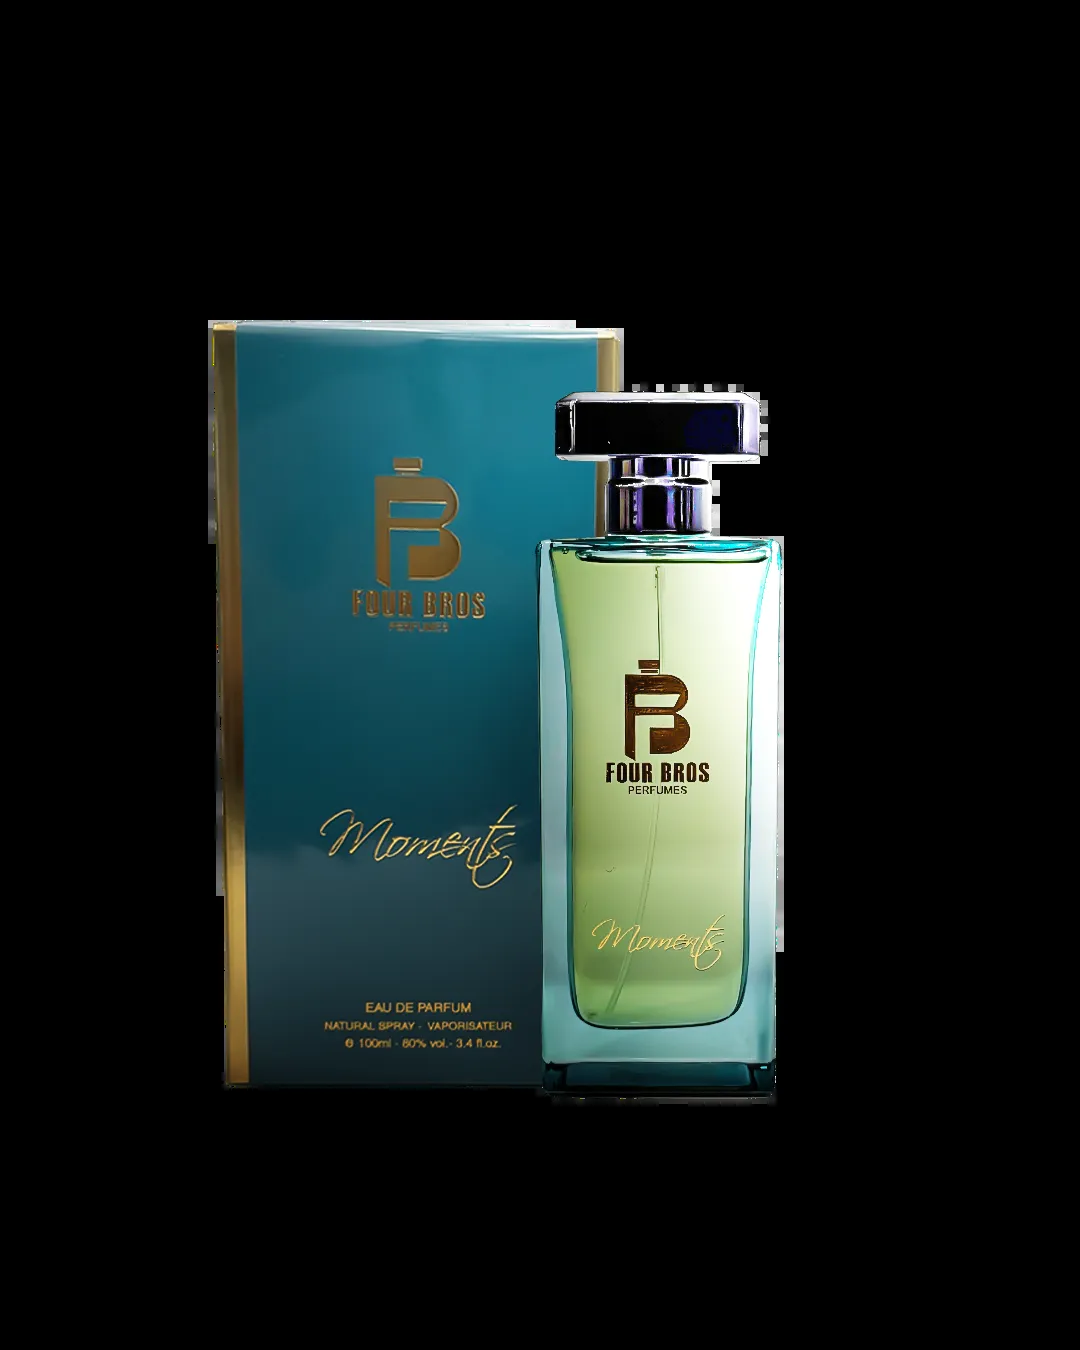 FOUR BROS
PERFUMES
Moments
EAU DE PARFUM
NATURAL SPRAY - VAPORISATEUR
℮ 100ml - 80% vol.- 3.4 fl.oz.
FOUR BROS
PERFUMES
Moments